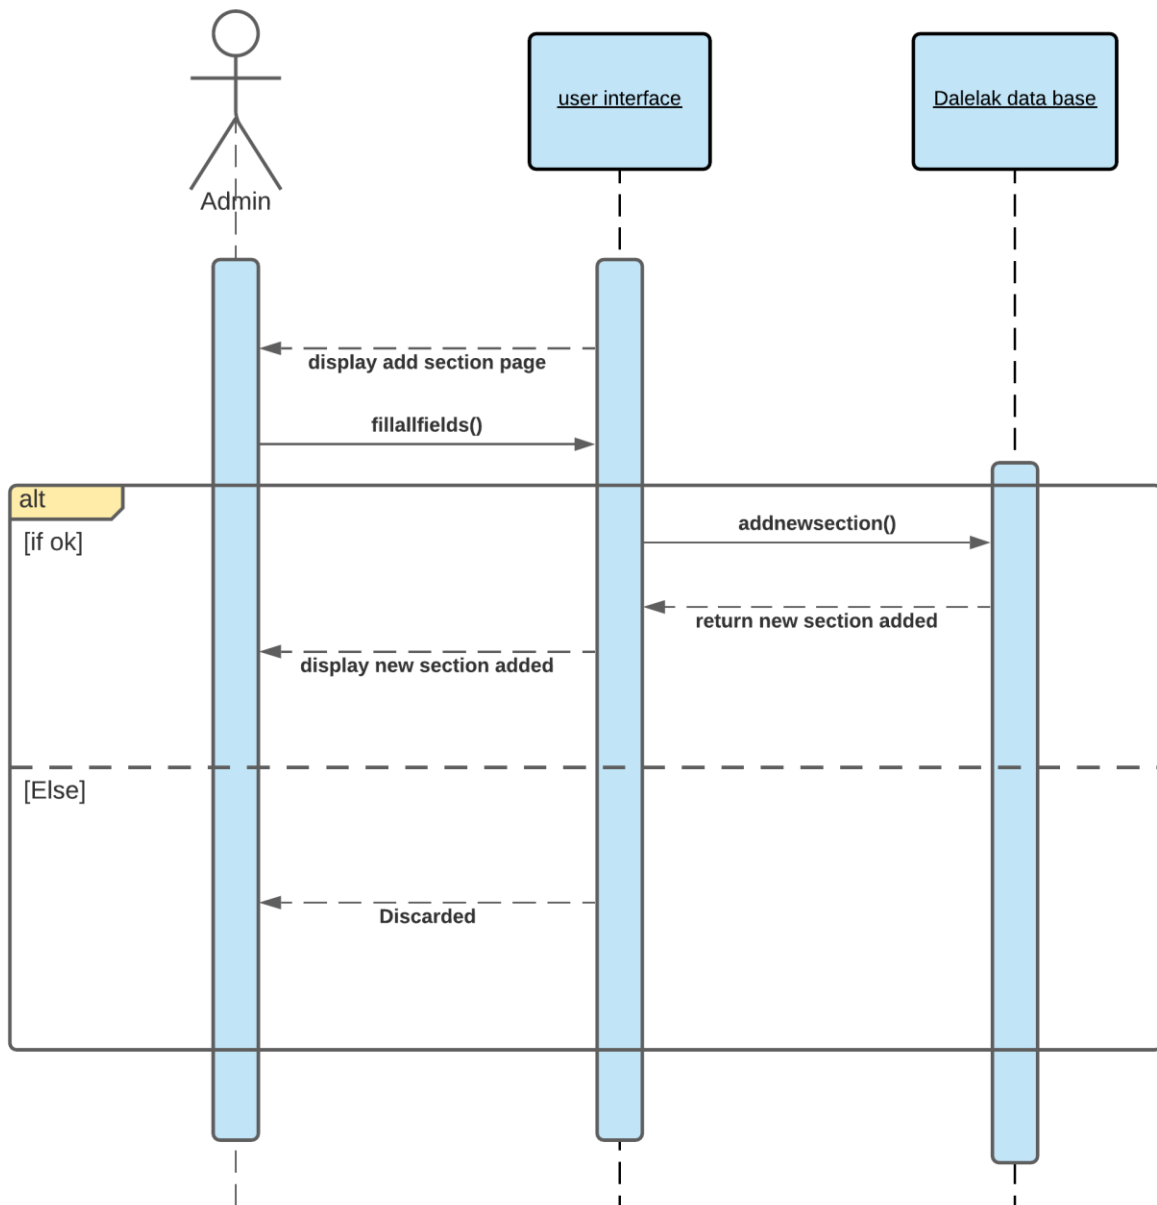 user interface
Dalelak data base
Admin
display add section page
fillallfields()
alt
[if ok]
addnewsection()
return new section added
display new section added
[Else]
Discarded